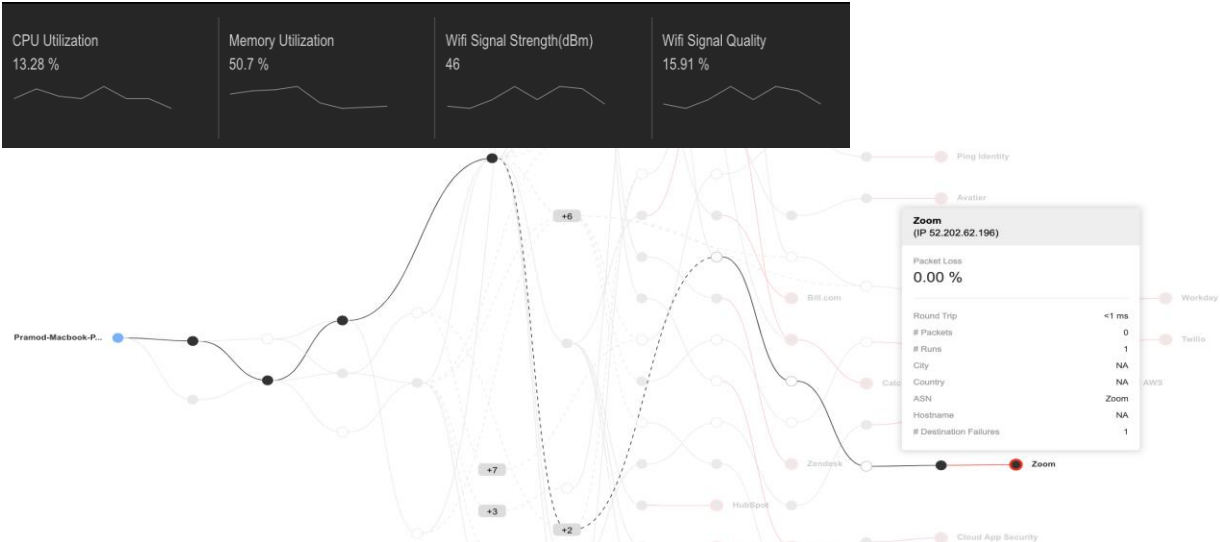 CPU Utilization
13.28 %
Memory Utilization
50.7 %
Wifi Signal Strength(dBm)
46
Wifi Signal Quality
15.91 %
Ping Identity
Avatier
+6
Zoom
(IP 52.202.62.196)
Packet Loss
0.00 %
Bill.com
Workday
Round Trip <1 ms
# Packets 0
Pramod-Macbook-P...
Twilio
# Runs 1
City NA
Country NA
AWS
ASN Zoom
Hostname NA
# Destination Failures 1
Zendesk
Zoom
+7
HubSpot
+3
+2
Cloud App Security